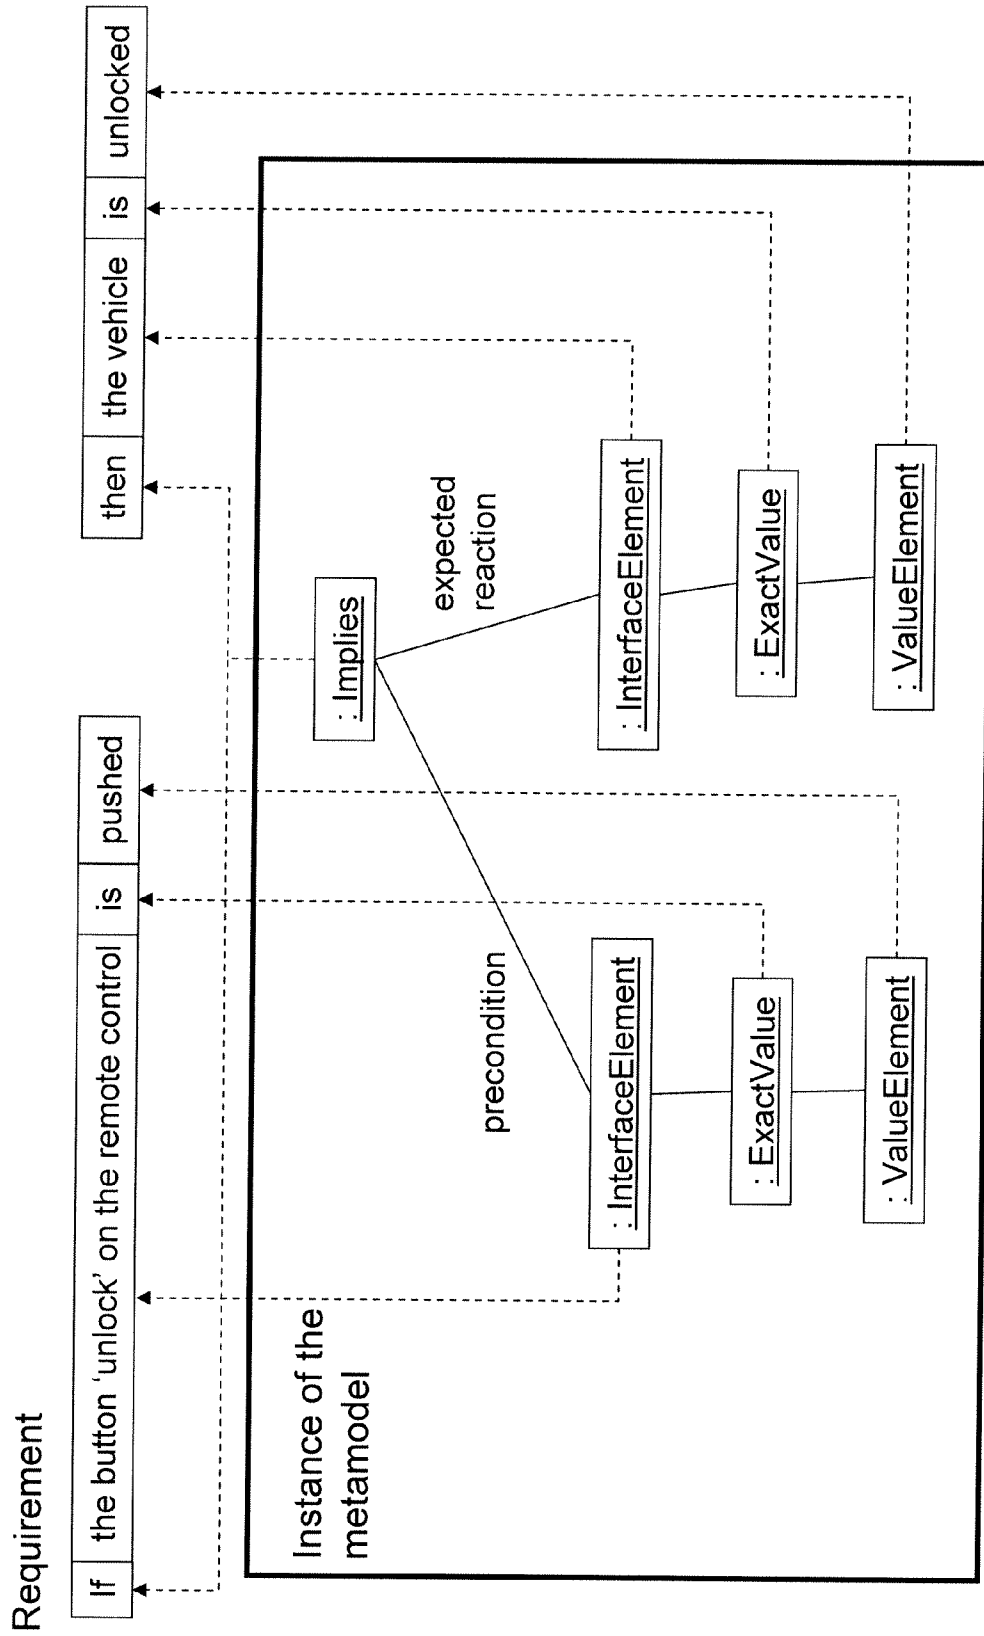 Requirement
If the button 'unlock' on the remote control is pushed
then the vehicle is unlocked
Instance of the
metamodel
: Implies
precondition
expected
reaction
: InterfaceElement
: InterfaceElement
: ExactValue
: ExactValue
: ValueElement
: ValueElement